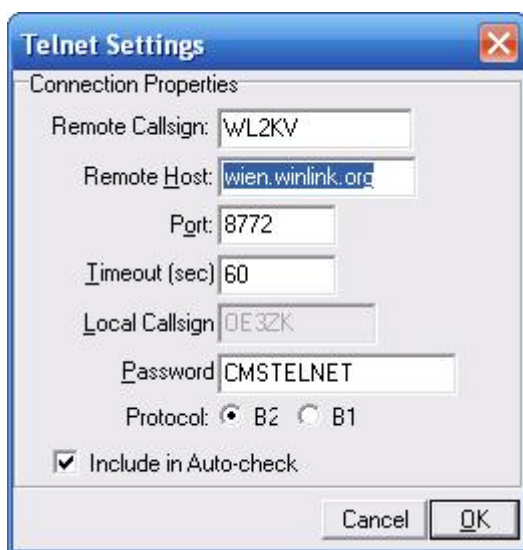 Telnet Settings
Connection Properties
Remote Callsign: WL2KV
Remote Host: wien.winlink.org
Port: 8772
Timeout (sec) 60
Local Callsign OE3ZK
Password CMSTELNET
Protocol: B2 B1
Include in Auto-check
Cancel OK